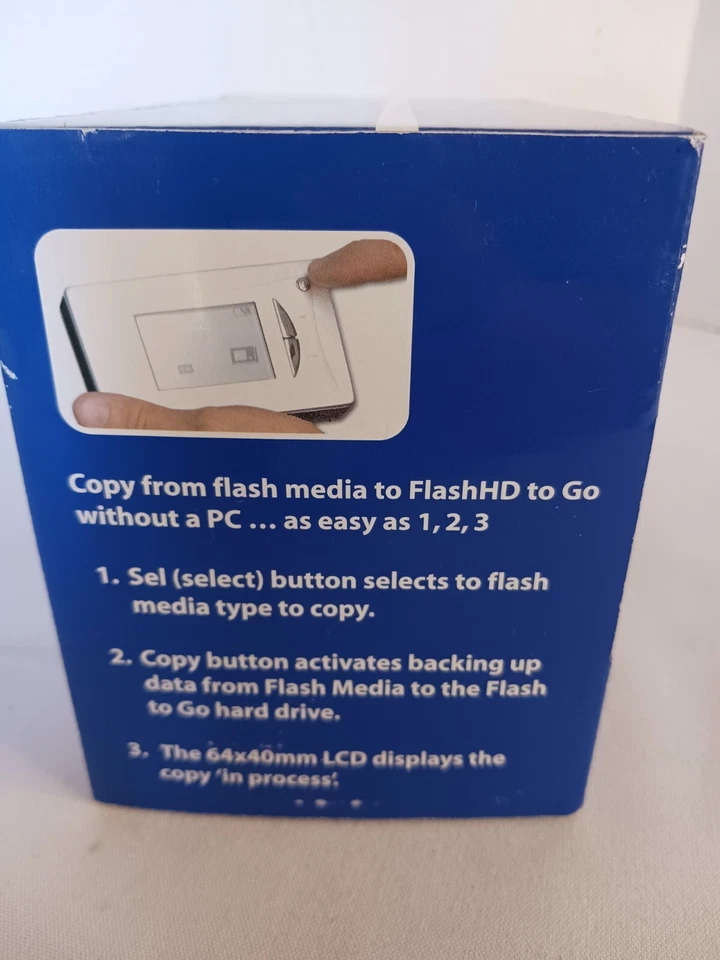 Copy from flash media to FlashHD to Go
without a PC ... as easy as 1, 2, 3
1. Sel (select) button selects to flash
media type to copy.
2. Copy button activates backing up
data from Flash Media to the Flash
to Go hard drive.
3. The 64x40mm LCD displays the
copy 'in process'.